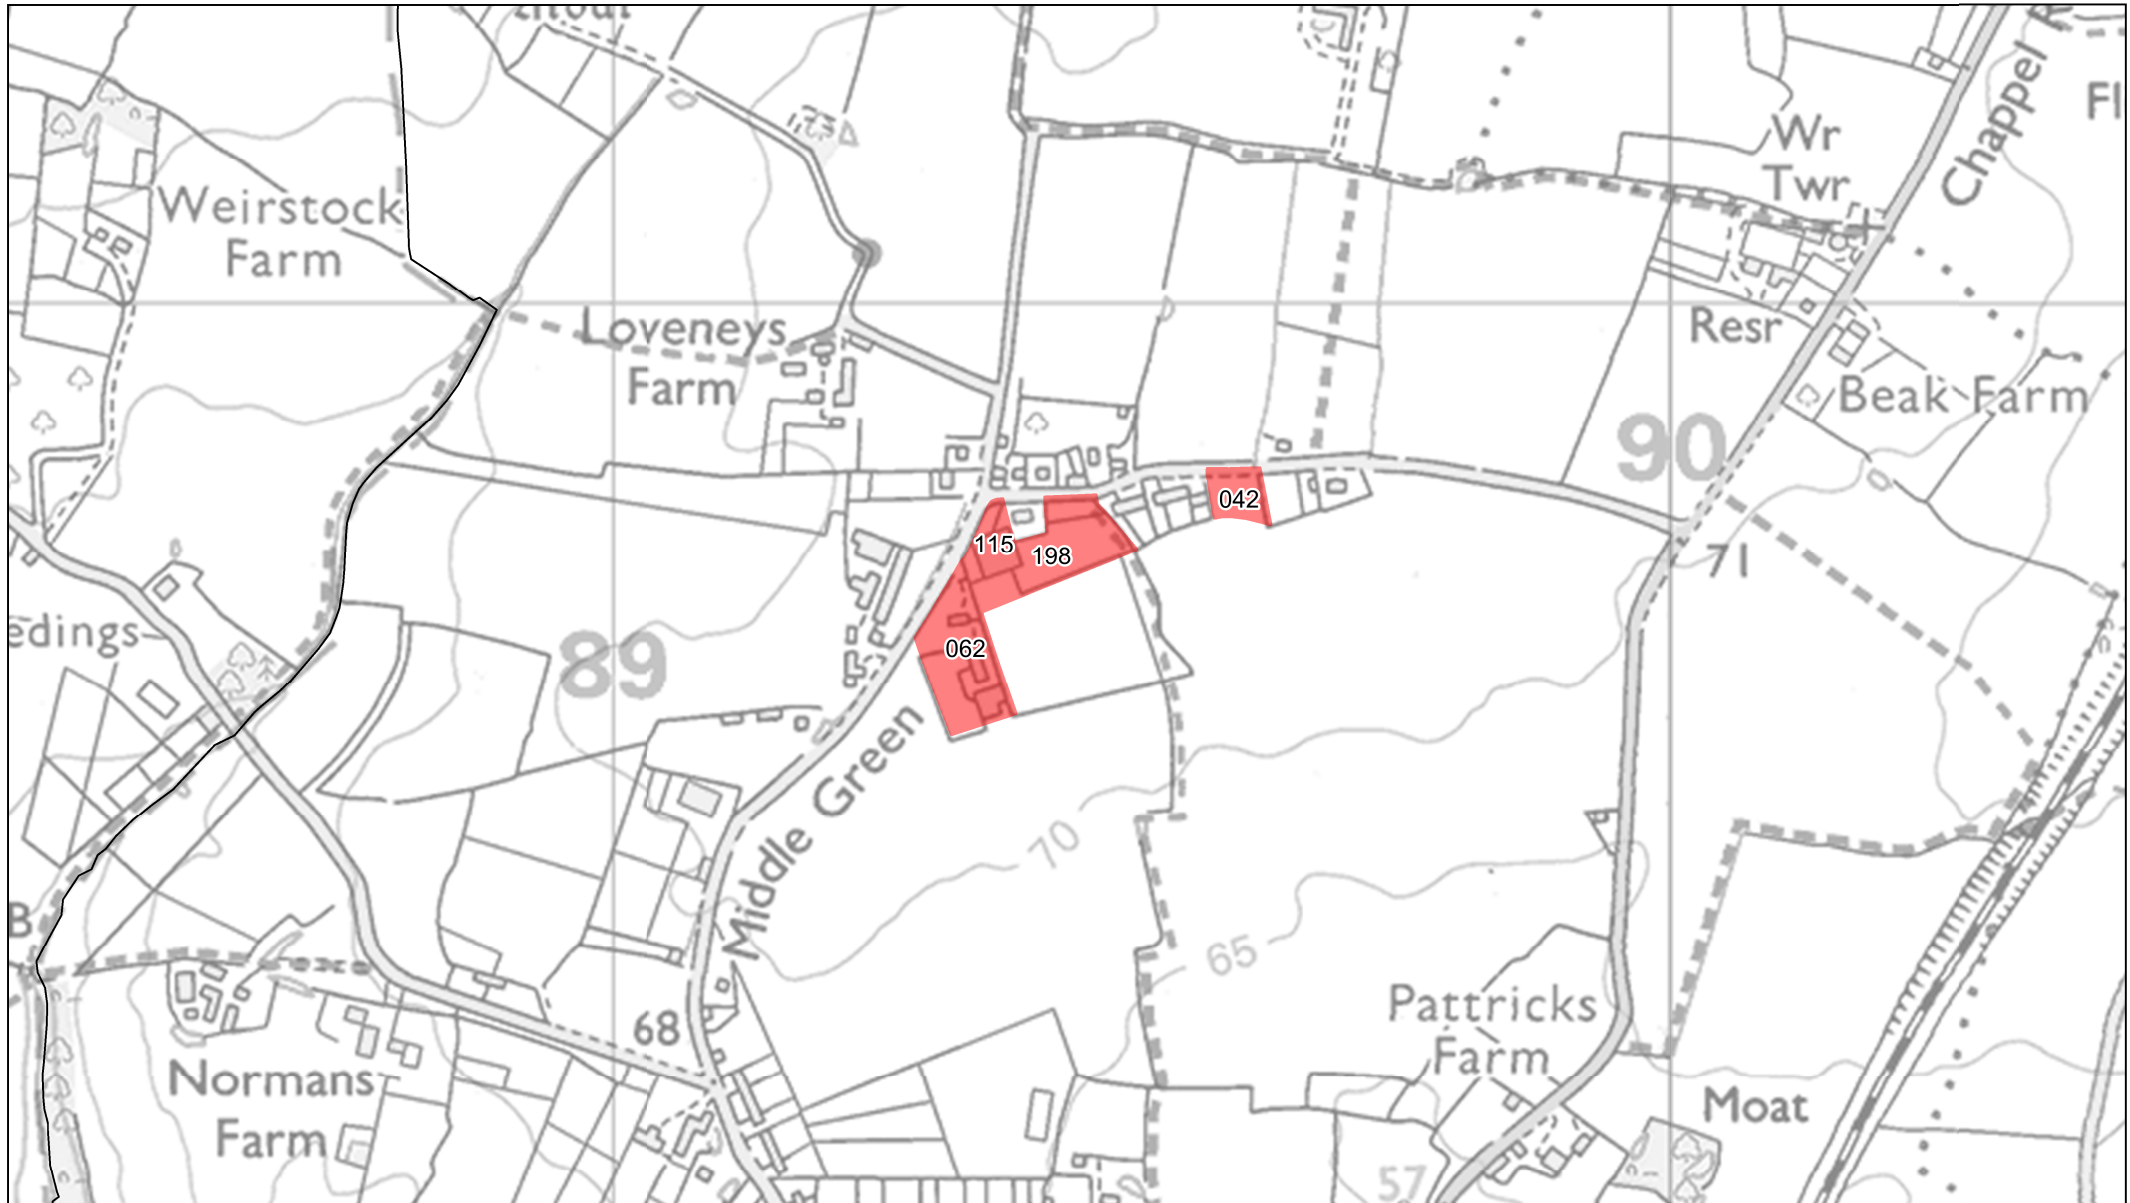 Chappel R
Fl
Wr
Twr
Weirstock
Farm
Loveneys
Farm
Resr
Beak Farm
90
042
115
198
71
edings
89
062
Middle Green
70
65
B
68
Pattricks
Farm
Normans
Farm
Moat
57